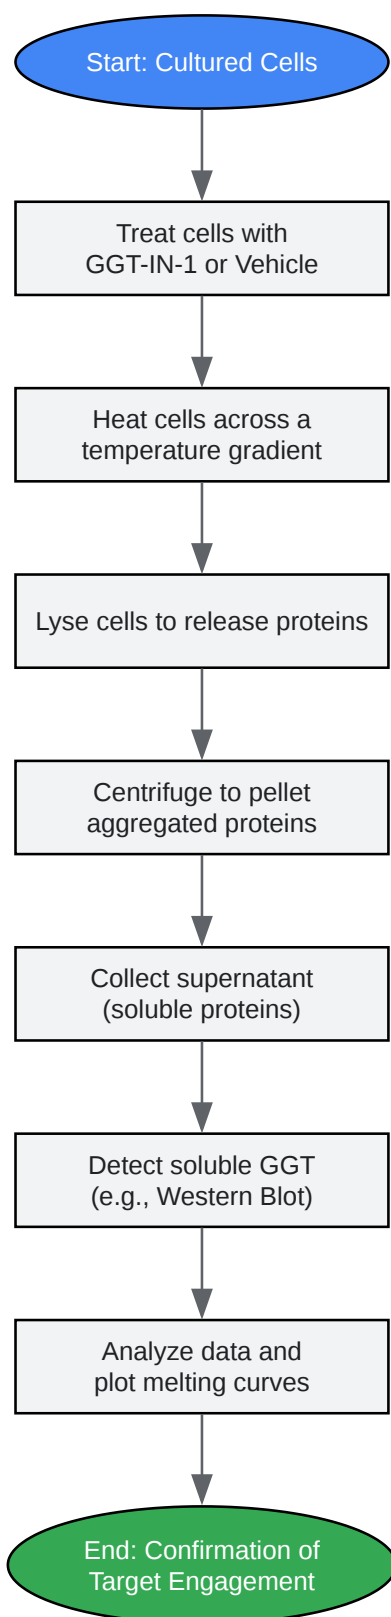 Start: Cultured Cells
Treat cells with
GGT-IN-1 or Vehicle
Heat cells across a
temperature gradient
Lyse cells to release proteins
Centrifuge to pellet
aggregated proteins
Collect supernatant
(soluble proteins)
Detect soluble GGT
(e.g., Western Blot)
Analyze data and
plot melting curves
End: Confirmation of
Target Engagement